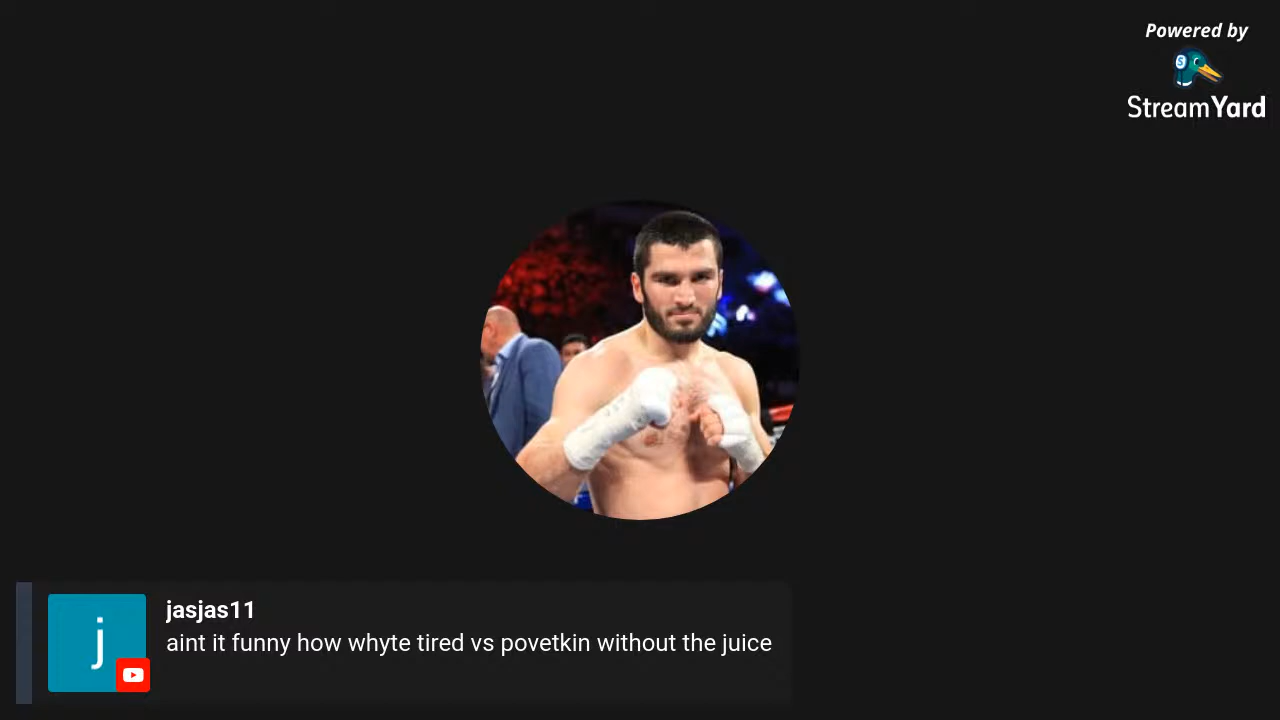 Powered by
S
StreamYard
j
jasjas11
aint it funny how whyte tired vs povetkin without the juice